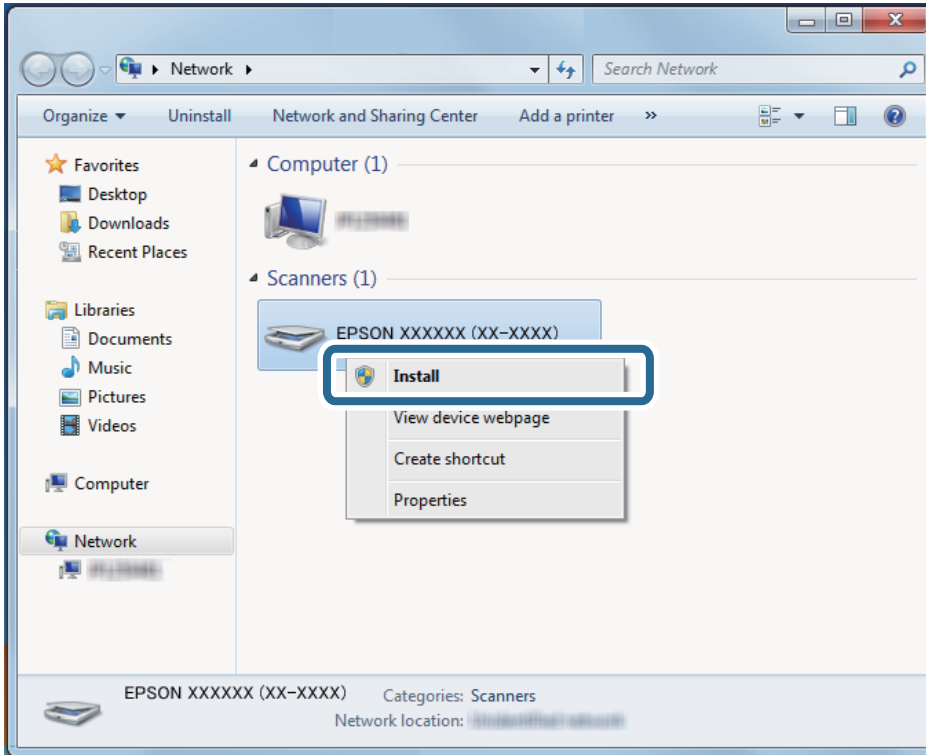 Network
Search Network
Organize
Uninstall
Network and Sharing Center
Add a printer
»
Favorites
Desktop
Downloads
Recent Places
Libraries
Documents
Music
Pictures
Videos
Computer
Network
Computer (1)
Scanners (1)
EPSON XXXXXX (XX-XXXX)
Install
View device webpage
Create shortcut
Properties
EPSON XXXXXX (XX-XXXX)
Categories: Scanners
Network location: